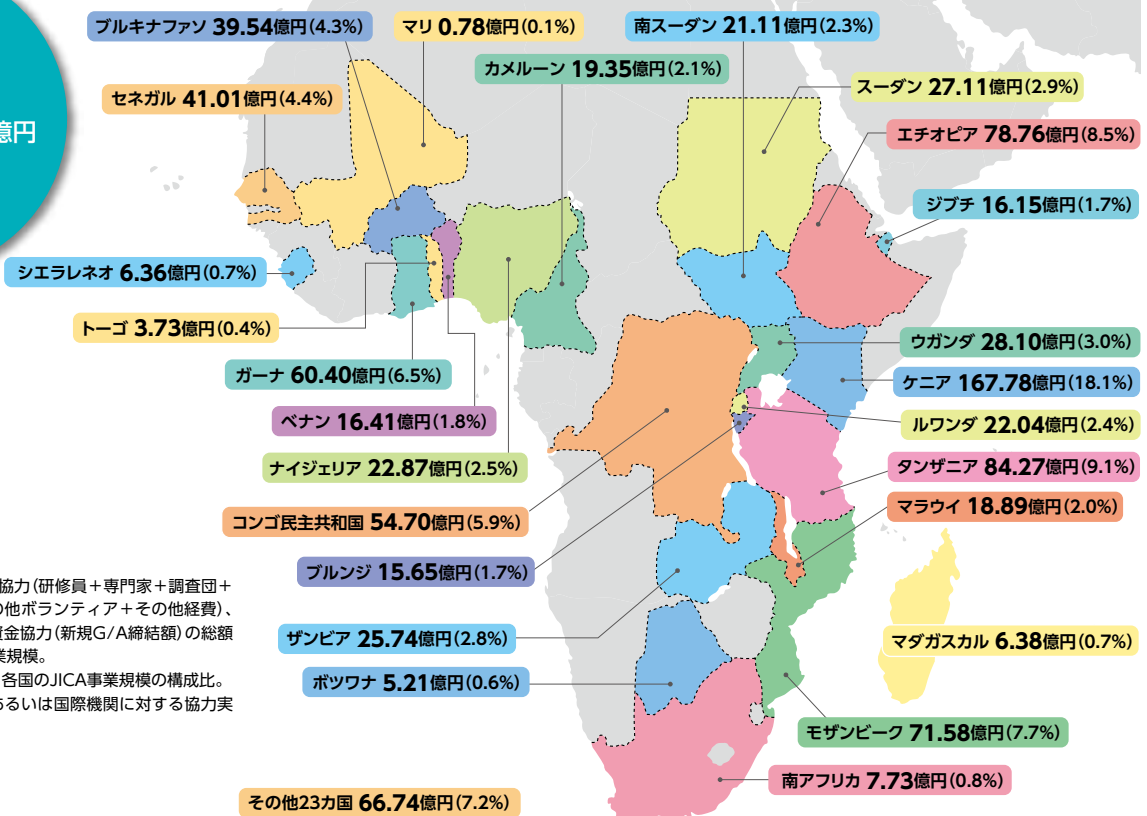 ブルキナファソ 39.54億円(4.3%)
マリ 0.78億円(0.1%)
南スーダン 21.11億円(2.3%)
カメルーン 19.35億円(2.1%)
スーダン 27.11億円(2.9%)
セネガル 41.01億円(4.4%)
億円
エチオピア 78.76億円(8.5%)
ジブチ 16.15億円(1.7%)
シエラレネオ 6.36億円(0.7%)
トーゴ 3.73億円(0.4%)
ウガンダ 28.10億円(3.0%)
ガーナ 60.40億円(6.5%)
ケニア 167.78億円(18.1%)
ベナン 16.41億円(1.8%)
ルワンダ 22.04億円(2.4%)
ナイジェリア 22.87億円(2.5%)
タンザニア 84.27億円(9.1%)
マラウイ 18.89億円(2.0%)
コンゴ民主共和国 54.70億円(5.9%)
ブルンジ 15.65億円(1.7%)
協力(研修員+専門家+調査団+
の他ボランティア+その他経費)、
資金協力(新規G/A締結額)の総額
業規模。
各国のJICA事業規模の構成比。
あるいは国際機関に対する協力実
ザンビア 25.74億円(2.8%)
マダガスカル 6.38億円(0.7%)
ボツワナ 5.21億円(0.6%)
モザンビーク 71.58億円(7.7%)
南アフリカ 7.73億円(0.8%)
その他23カ国 66.74億円(7.2%)